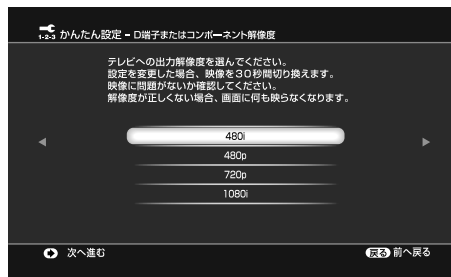 1·2·3 かんたん設定 − D端子またはコンポーネント解像度
テレビへの出力解像度を選んでください。
設定を変更した場合、映像を30秒間切り換えます。
映像に問題がないか確認してください。
解像度が正しくない場合、画面に何も映らなくなります。
480i
480p
720p
1080i
次へ進む
戻る 前へ戻る